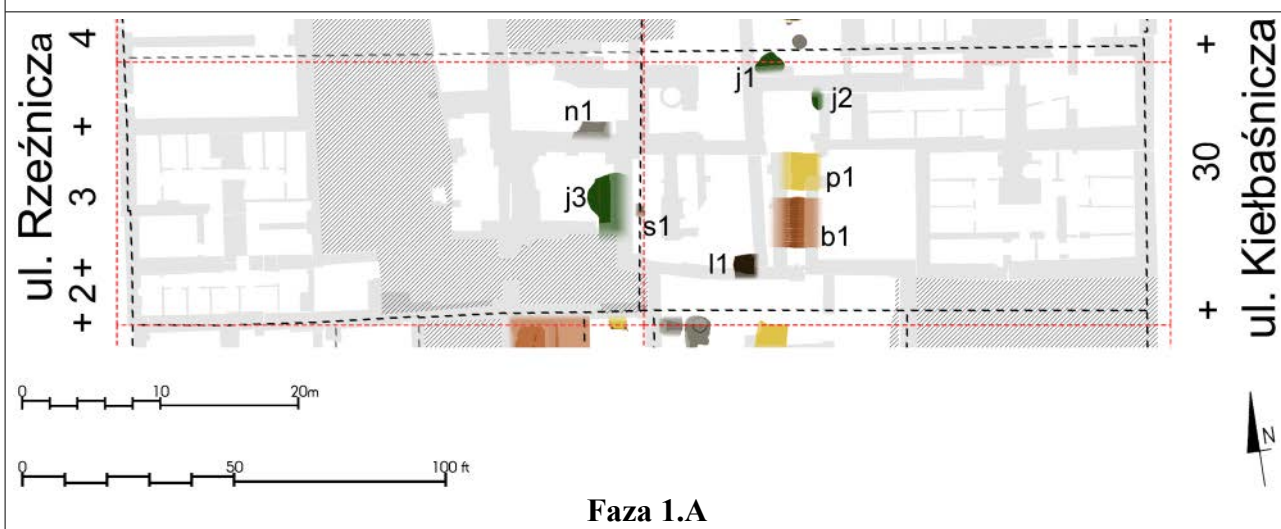 ul. Rzeźnicza
4
+
3
+
2
+
n1
j3
s1
j1
j2
p1
b1
l1
+
30
+
ul. Kiełbaśnicza
0 10 20m
0 50 100 ft
N
Faza 1.A